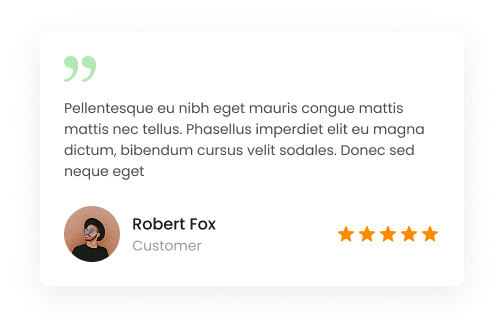 ”
Pellentesque eu nibh eget mauris congue mattis
mattis nec tellus. Phasellus imperdiet elit eu magna
dictum, bibendum cursus velit sodales. Donec sed
neque eget
Robert Fox
Customer